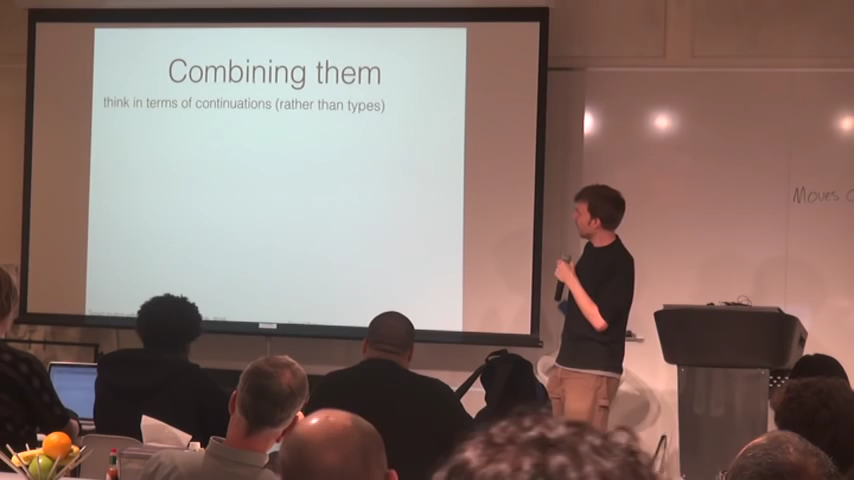 Combining them
think in terms of continuations (rather than types)
Moves